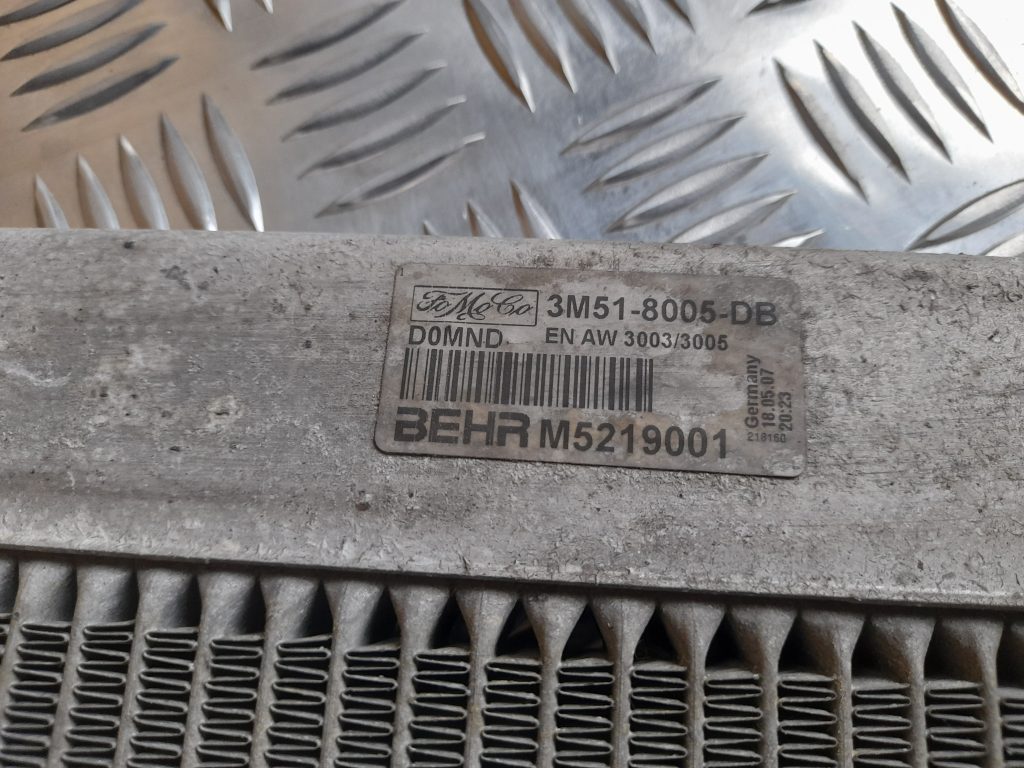 FoMoCo 3M51-8005-DB
D0MND EN AW 3003/3005
BEHR M5219001
Germany
18.05.07
20:23
218160